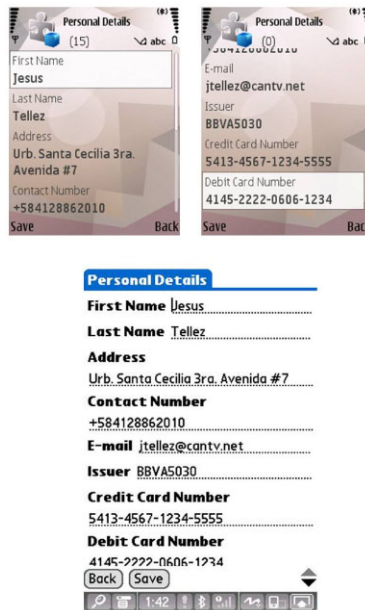 Personal Details
(15) abc
First Name
Jesus
Last Name
Tellez
Address
Urb. Santa Cecilia 3ra.
Avenida #7
Contact Number
+584128862010
Save Back
Personal Details
(0) abc
E-mail
jtellez@cantv.net
Issuer
BBVA5030
Credit Card Number
5413-4567-1234-5555
Debit Card Number
4145-2222-0606-1234
Save Bac
Personal Details
First Name Jesus
Last Name Tellez
Address
Urb. Santa Cecilia 3ra. Avenida #7
Contact Number
+584128862010
E-mail jtellez@cantv.net
Issuer BBVA5030
Credit Card Number
5413-4567-1234-5555
Debit Card Number
4145-2222-0606-1234
Back Save
1:42